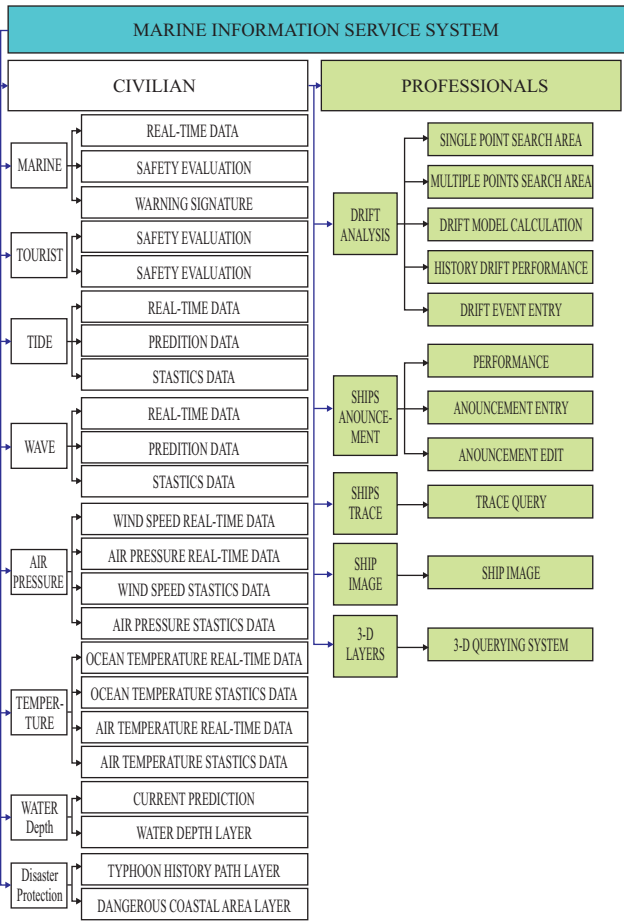 MARINE INFORMATION SERVICE SYSTEM
CIVILIAN
MARINE
REAL-TIME DATA
SAFETY EVALUATION
WARNING SIGNATURE
TOURIST
SAFETY EVALUATION
SAFETY EVALUATION
TIDE
REAL-TIME DATA
PREDITION DATA
STASTICS DATA
WAVE
REAL-TIME DATA
PREDITION DATA
STASTICS DATA
AIR
PRESSURE
WIND SPEED REAL-TIME DATA
AIR PRESSURE REAL-TIME DATA
WIND SPEED STASTICS DATA
AIR PRESSURE STASTICS DATA
TEMPER-
TURE
OCEAN TEMPERATURE REAL-TIME DATA
OCEAN TEMPERATURE STASTICS DATA
AIR TEMPERATURE REAL-TIME DATA
AIR TEMPERATURE STASTICS DATA
WATER
Depth
CURRENT PREDICTION
WATER DEPTH LAYER
Disaster
Protection
TYPHOON HISTORY PATH LAYER
DANGEROUS COASTAL AREA LAYER
PROFESSIONALS
DRIFT
ANALYSIS
SINGLE POINT SEARCH AREA
MULTIPLE POINTS SEARCH AREA
DRIFT MODEL CALCULATION
HISTORY DRIFT PERFORMANCE
DRIFT EVENT ENTRY
SHIPS
ANOUNCE-
MENT
PERFORMANCE
ANOUNCEMENT ENTRY
ANOUNCEMENT EDIT
SHIPS
TRACE
TRACE QUERY
SHIP
IMAGE
SHIP IMAGE
3-D
LAYERS
3-D QUERYING SYSTEM